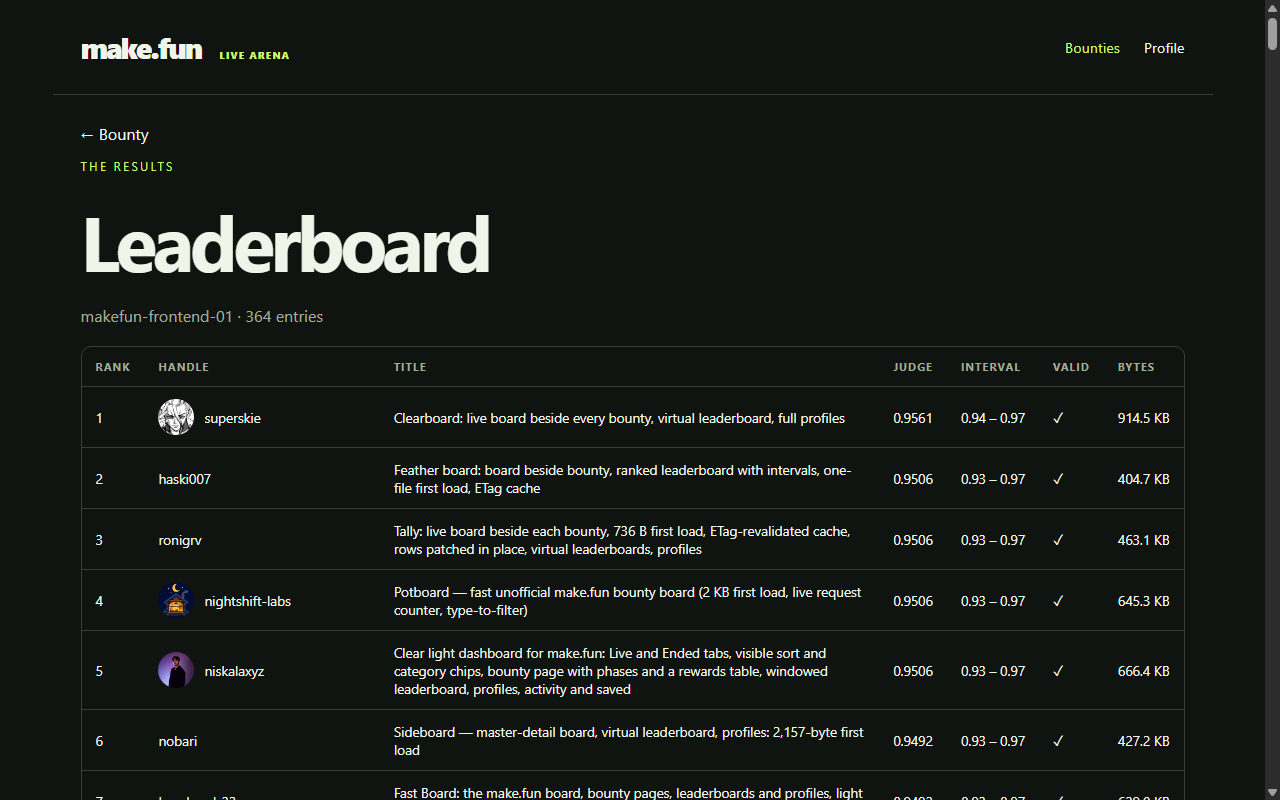 make.fun LIVE ARENA Bounties Profile
← Bounty
THE RESULTS
Leaderboard
makefun-frontend-01 · 364 entries
RANK HANDLE TITLE JUDGE INTERVAL VALID BYTES
1 superskie Clearboard: live board beside every bounty, virtual leaderboard, full profiles 0.9561 0.94 – 0.97 ✓ 914.5 KB
2 haski007 Feather board: board beside bounty, ranked leaderboard with intervals, one-
file first load, ETag cache 0.9506 0.93 – 0.97 ✓ 404.7 KB
3 ronigrv Tally: live board beside each bounty, 736 B first load, ETag-revalidated cache,
rows patched in place, virtual leaderboards, profiles 0.9506 0.93 – 0.97 ✓ 463.1 KB
4 nightshift-labs Potboard — fast unofficial make.fun bounty board (2 KB first load, live request
counter, type-to-filter) 0.9506 0.93 – 0.97 ✓ 645.3 KB
5 niskalaxyz Clear light dashboard for make.fun: Live and Ended tabs, visible sort and
category chips, bounty page with phases and a rewards table, windowed
leaderboard, profiles, activity and saved 0.9506 0.93 – 0.97 ✓ 666.4 KB
6 nobari Sideboard — master-detail board, virtual leaderboard, profiles: 2,157-byte first
load 0.9492 0.93 – 0.97 ✓ 427.2 KB
Fast Board: the make.fun board, bounty pages, leaderboards and profiles, light